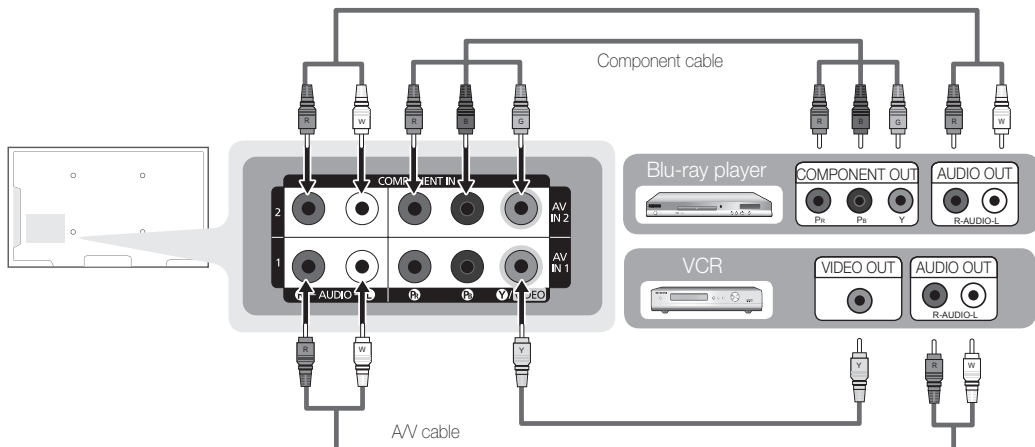 Component cable
R W R B G R B G R W
COMPONENT IN
2
AV IN 2
1
AV IN 1
AUDIO
PR PB Y
Blu-ray player
COMPONENT OUT
PR PB Y
AUDIO OUT
R-AUDIO-L
VCR
VIDEO OUT
AUDIO OUT
R-AUDIO-L
R W Y Y R W
A/V cable